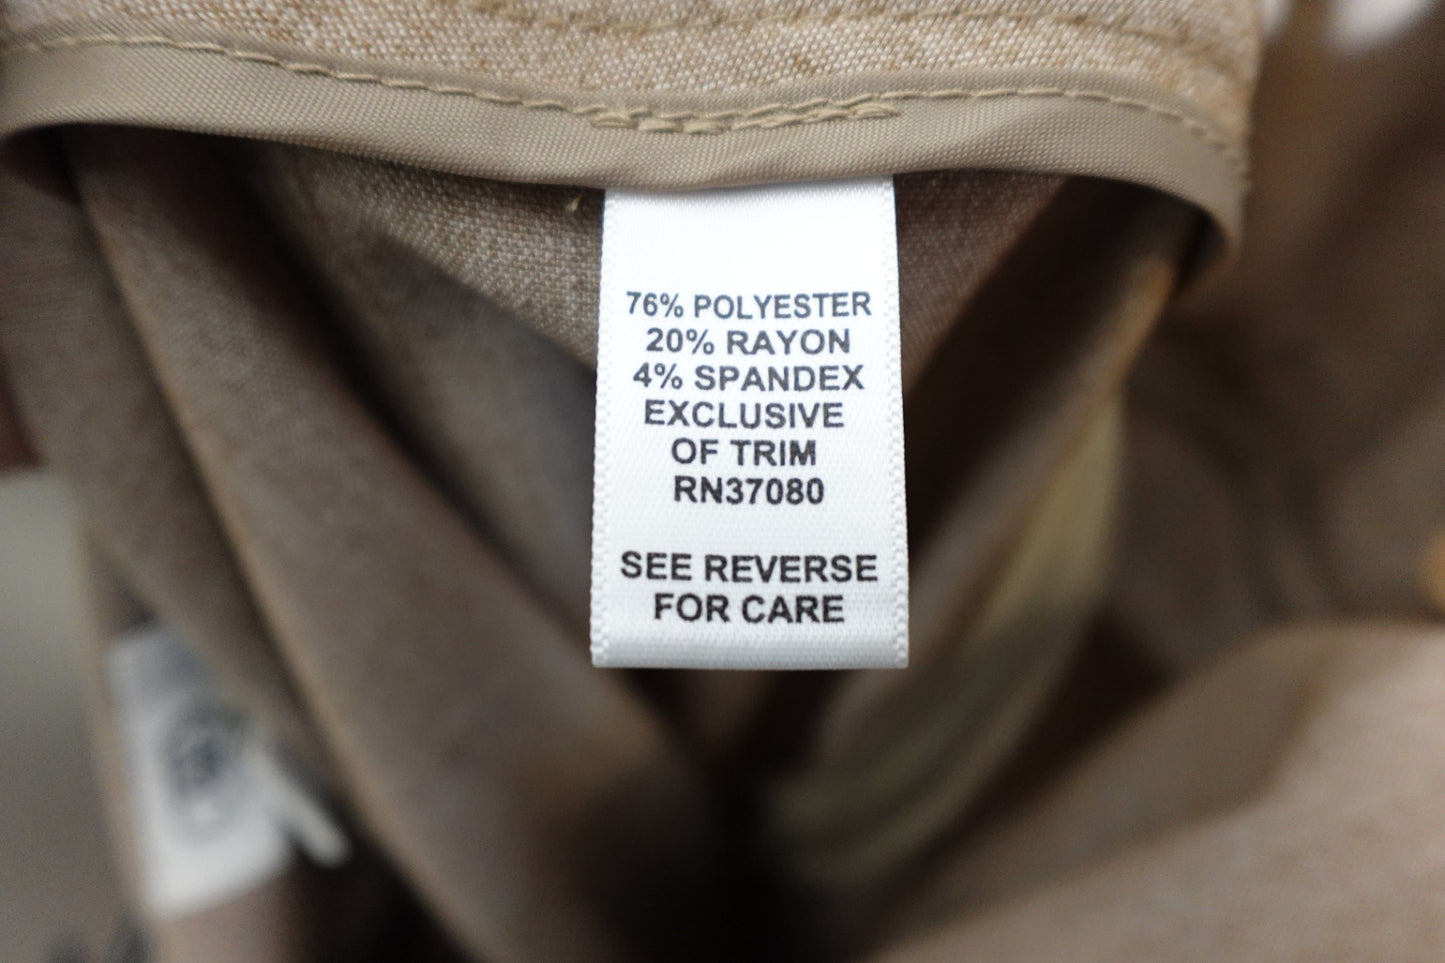 76% POLYESTER
20% RAYON
4% SPANDEX
EXCLUSIVE
OF TRIM
RN37080
SEE REVERSE
FOR CARE